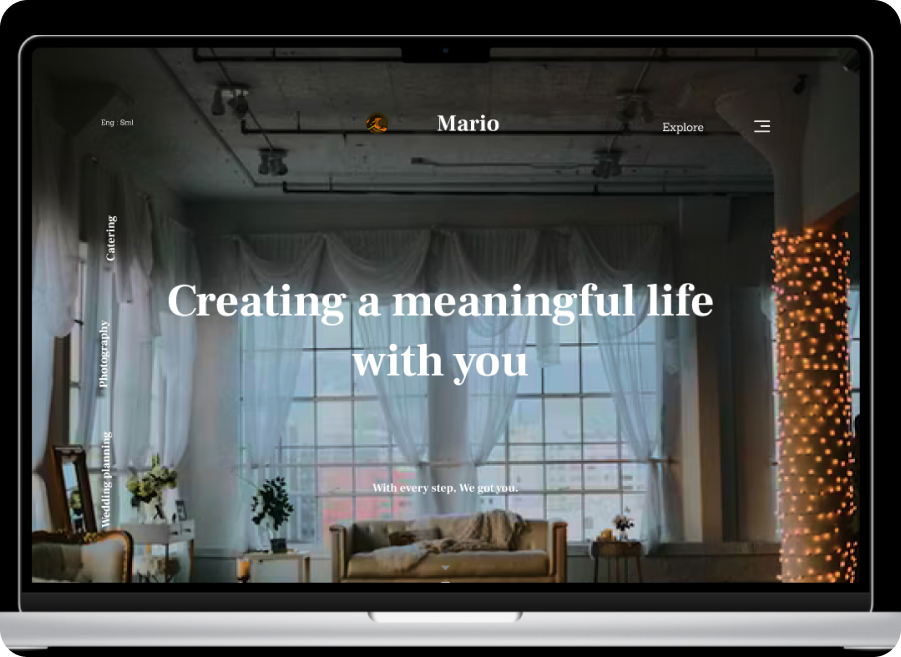 Eng : Sml
Mario
Explore
Catering
Photography
Wedding planning
Creating a meaningful life
with you
With every step, We got you.